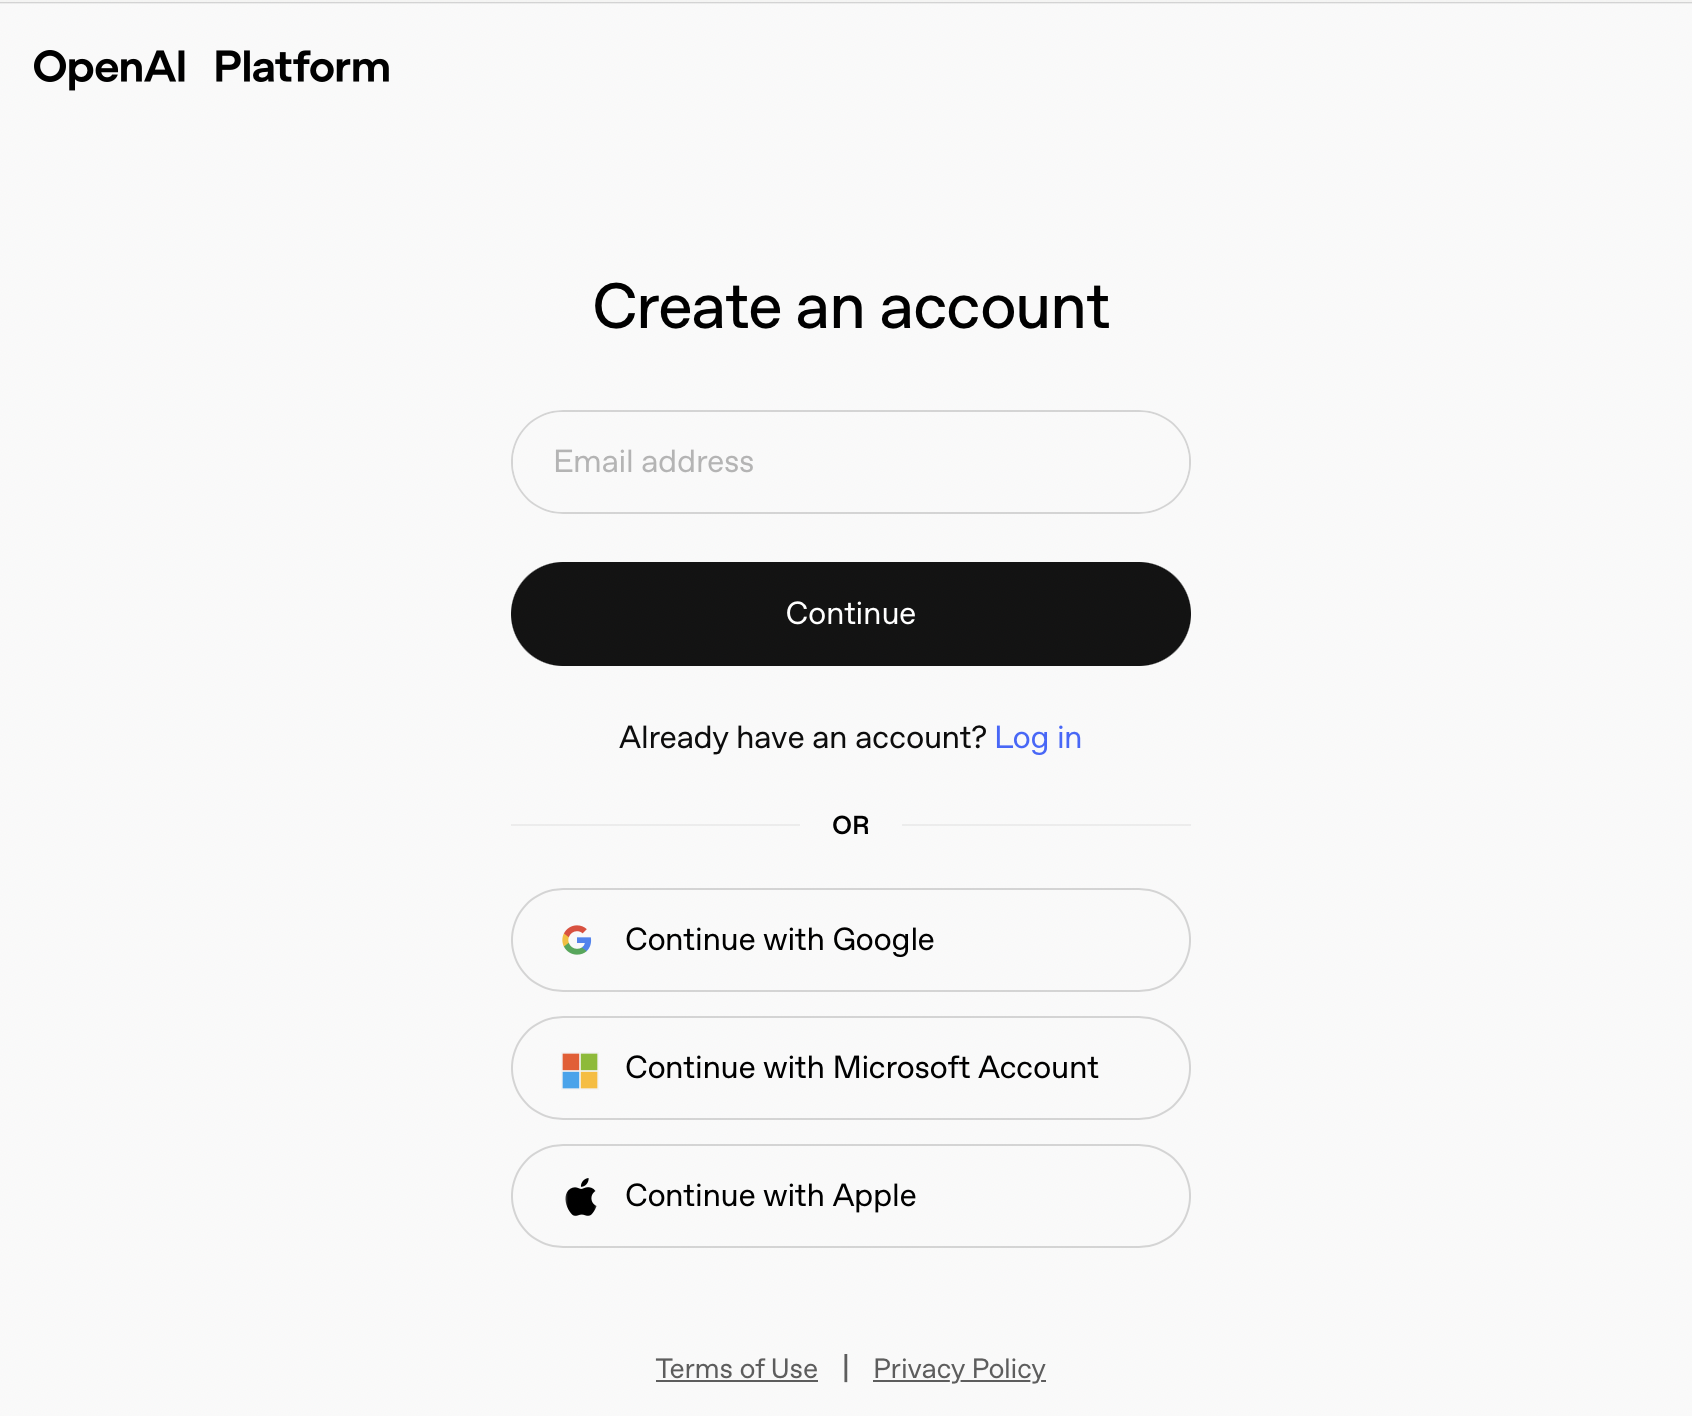 OpenAI Platform
Create an account
Email address
Continue
Already have an account? Log in
OR
Continue with Google
Continue with Microsoft Account
Continue with Apple
Terms of Use | Privacy Policy